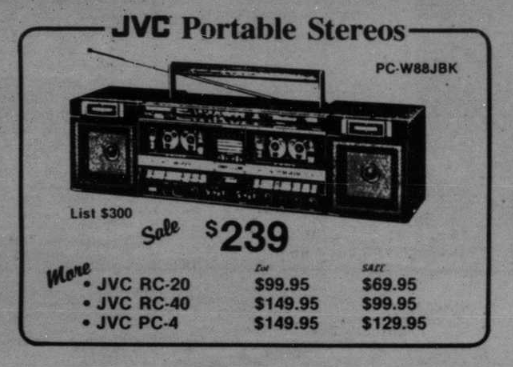 JVC Portable Stereos
PC-W88JBK
List $300
Sale $239
More List SALE
• JVC RC-20 $99.95 $69.95
• JVC RC-40 $149.95 $99.95
• JVC PC-4 $149.95 $129.95